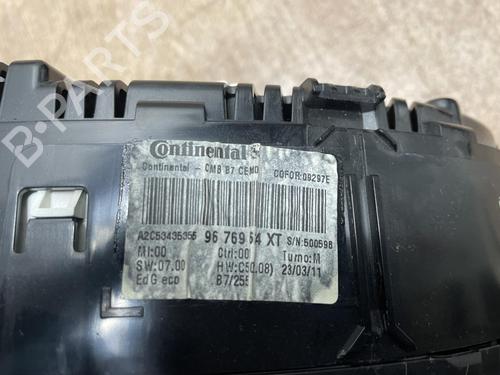 B-PARTS
Continental
Continental - CMB B7 CEMO COFOR:09297E
A2C53435355 96 769 54 XT S/N:500598
MI:00 Ctrl:00 Turno:M
SW:07.00 HW:C50.08) 23/03/11
EdG eco B7/255